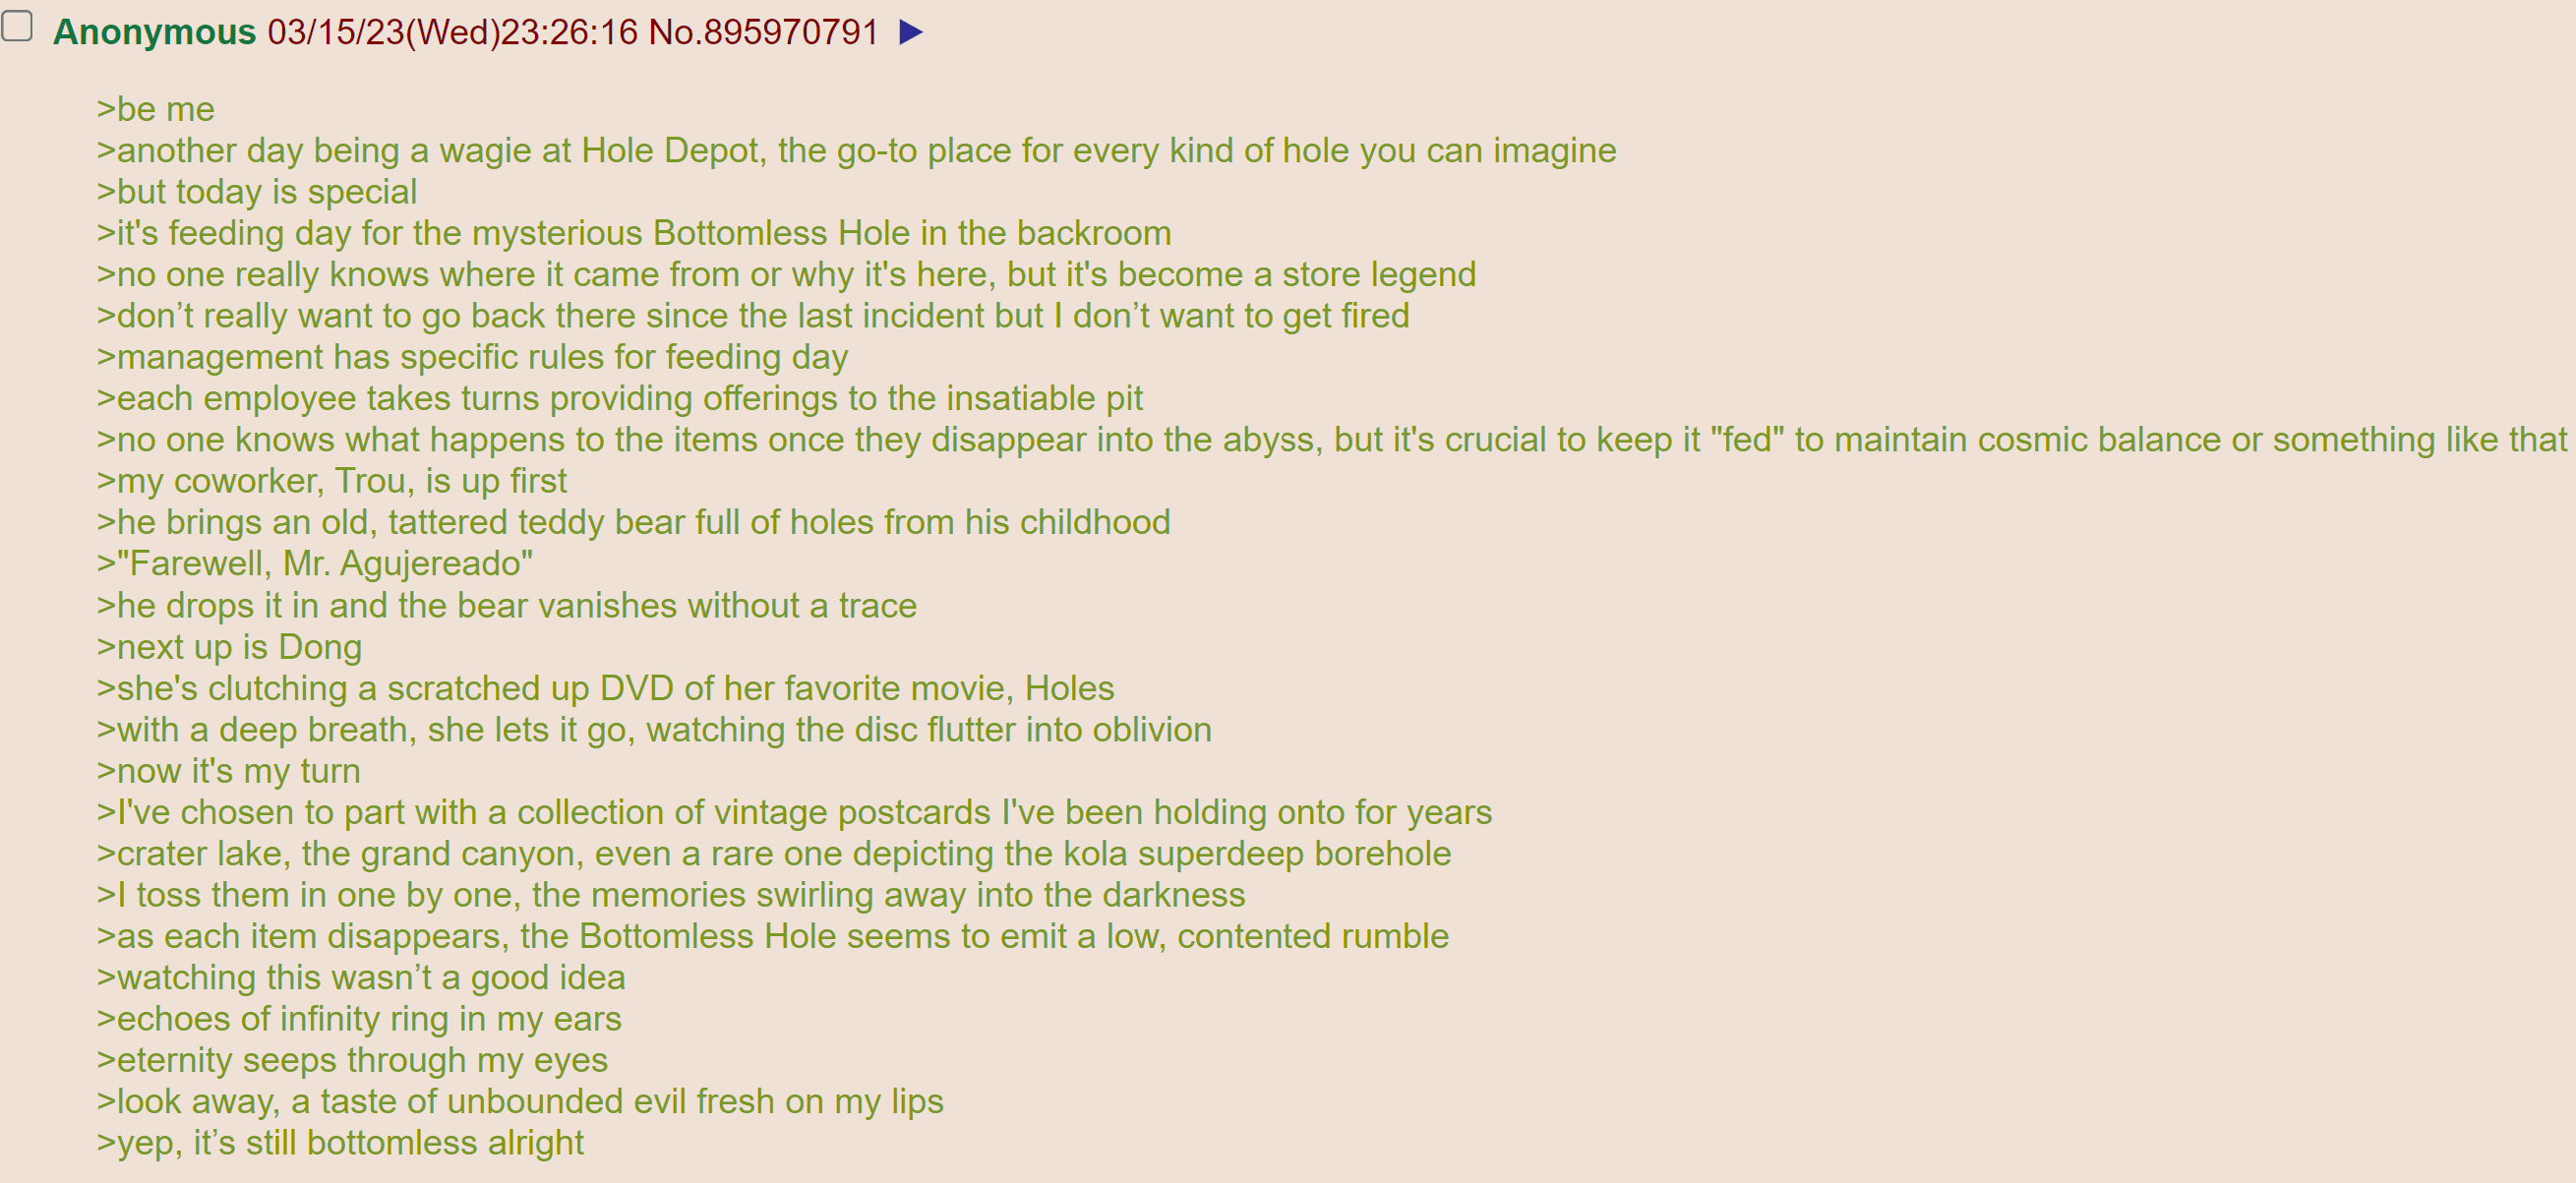 Anonymous 03/15/23(Wed)23:26:16 No.895970791 ▶
>be me
>another day being a wagie at Hole Depot, the go-to place for every kind of hole you can imagine
>but today is special
>it's feeding day for the mysterious Bottomless Hole in the backroom
>no one really knows where it came from or why it's here, but it's become a store legend
>don’t really want to go back there since the last incident but I don’t want to get fired
>management has specific rules for feeding day
>each employee takes turns providing offerings to the insatiable pit
>no one knows what happens to the items once they disappear into the abyss, but it's crucial to keep it "fed" to maintain cosmic balance or something like that
>my coworker, Trou, is up first
>he brings an old, tattered teddy bear full of holes from his childhood
>"Farewell, Mr. Agujereado"
>he drops it in and the bear vanishes without a trace
>next up is Dong
>she's clutching a scratched up DVD of her favorite movie, Holes
>with a deep breath, she lets it go, watching the disc flutter into oblivion
>now it's my turn
>I've chosen to part with a collection of vintage postcards I've been holding onto for years
>crater lake, the grand canyon, even a rare one depicting the kola superdeep borehole
>I toss them in one by one, the memories swirling away into the darkness
>as each item disappears, the Bottomless Hole seems to emit a low, contented rumble
>watching this wasn’t a good idea
>echoes of infinity ring in my ears
>eternity seeps through my eyes
>look away, a taste of unbounded evil fresh on my lips
>yep, it’s still bottomless alright